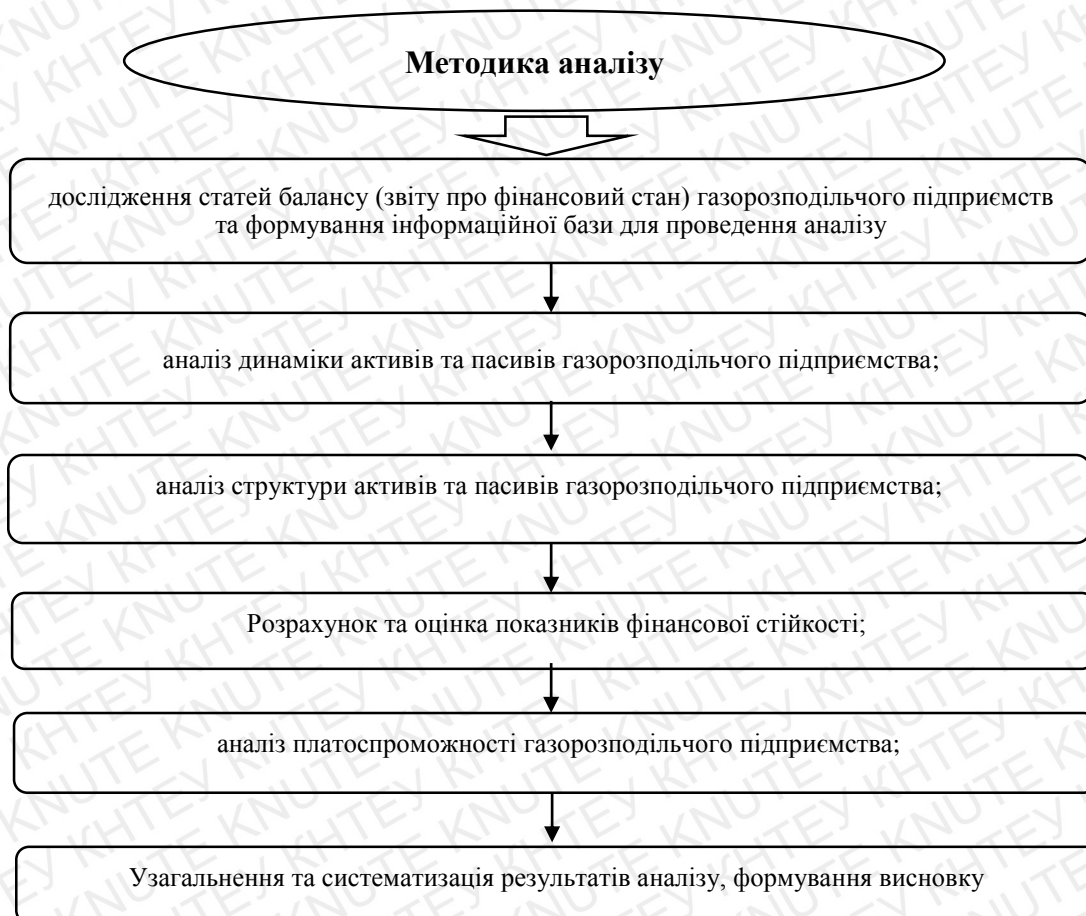 Методика аналізу
дослідження статей балансу (звіту про фінансовий стан) газорозподільчого підприємств
та формування інформаційної бази для проведення аналізу
аналіз динаміки активів та пасивів газорозподільчого підприємства;
аналіз структури активів та пасивів газорозподільчого підприємства;
Розрахунок та оцінка показників фінансової стійкості;
аналіз платоспроможності газорозподільчого підприємства;
Узагальнення та систематизація результатів аналізу, формування висновку